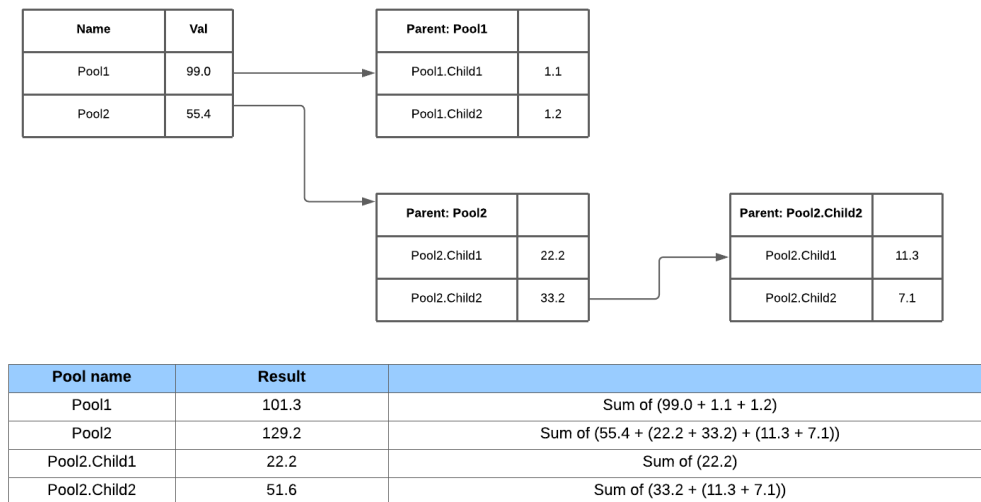 Name Val
Pool1 99.0
Pool2 55.4
Parent: Pool1
Pool1.Child1 1.1
Pool1.Child2 1.2
Parent: Pool2
Pool2.Child1 22.2
Pool2.Child2 33.2
Parent: Pool2.Child2
Pool2.Child1 11.3
Pool2.Child2 7.1
Pool name Result
Pool1 101.3 Sum of (99.0 + 1.1 + 1.2)
Pool2 129.2 Sum of (55.4 + (22.2 + 33.2) + (11.3 + 7.1))
Pool2.Child1 22.2 Sum of (22.2)
Pool2.Child2 51.6 Sum of (33.2 + (11.3 + 7.1))